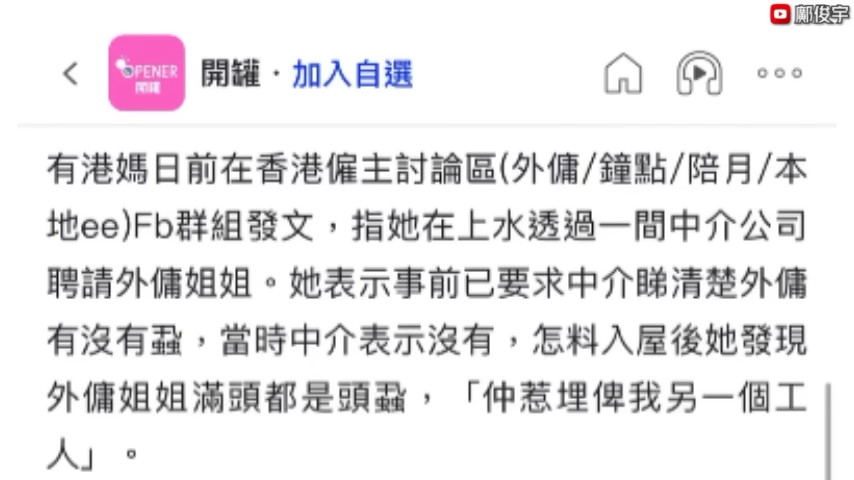 鄺俊宇
OPENER
開罐
開罐·加入自選
有港媽日前在香港僱主討論區(外傭/鐘點/陪月/本
地ee)Fb群組發文，指她在上水透過一間中介公司
聘請外傭姐姐。她表示事前已要求中介睇清楚外傭
有沒有蝨，當時中介表示沒有，怎料入屋後她發現
外傭姐姐滿頭都是頭蝨，「仲惹埋俾我另一個工
人」。